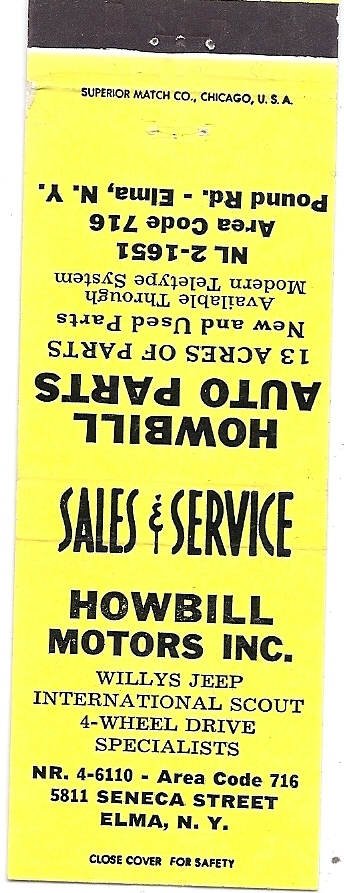 SUPERIOR MATCH CO., CHICAGO, U. S. A.
HOWBILL
AUTO PARTS
13 ACRES OF PARTS
New and Used Parts
Available Through
Modern Teletype System
NL 2-1651
Area Code 716
Pound Rd. - Elma, N. Y.
SALES & SERVICE
HOWBILL
MOTORS INC.
WILLYS JEEP
INTERNATIONAL SCOUT
4-WHEEL DRIVE
SPECIALISTS
NR. 4-6110 - Area Code 716
5811 SENECA STREET
ELMA, N. Y.
CLOSE COVER FOR SAFETY